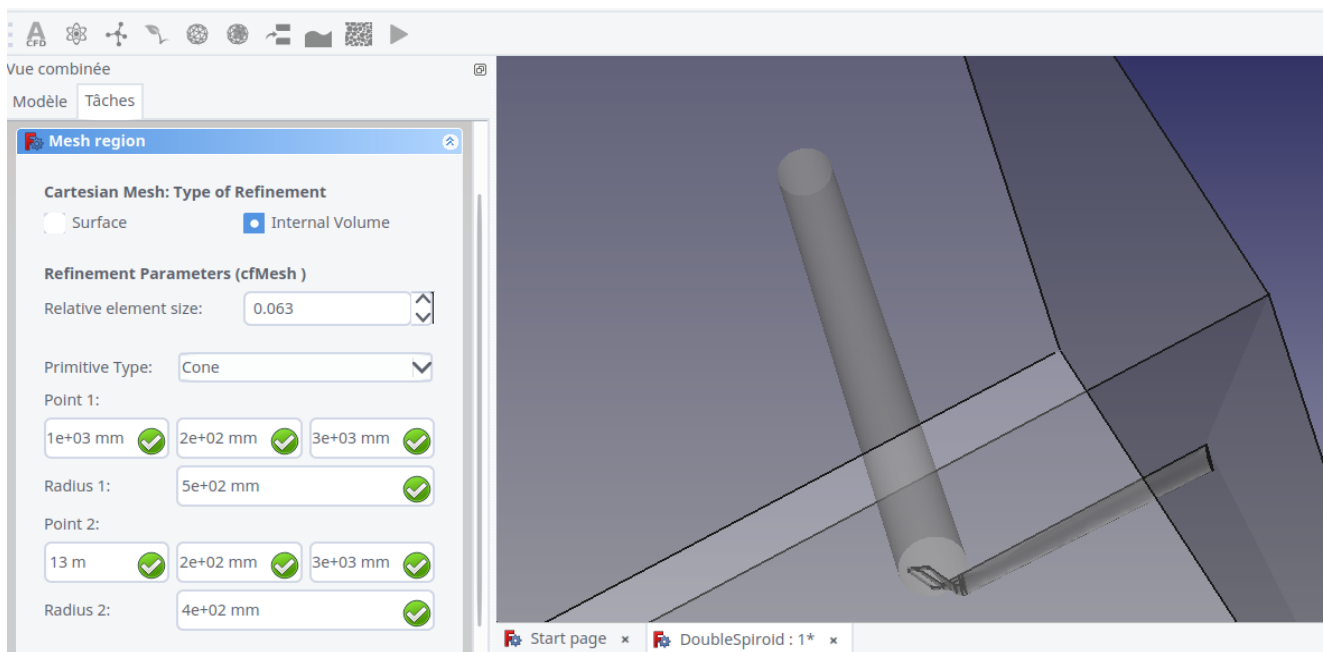 A
CFD
Vue combinée
Modèle Tâches
Mesh region
Cartesian Mesh: Type of Refinement
Surface Internal Volume
Refinement Parameters (cfMesh )
Relative element size: 0.063
Primitive Type: Cone
Point 1:
1e+03 mm 2e+02 mm 3e+03 mm
Radius 1: 5e+02 mm
Point 2:
13 m 2e+02 mm 3e+03 mm
Radius 2: 4e+02 mm
Start page × DoubleSpiroid : 1* ×